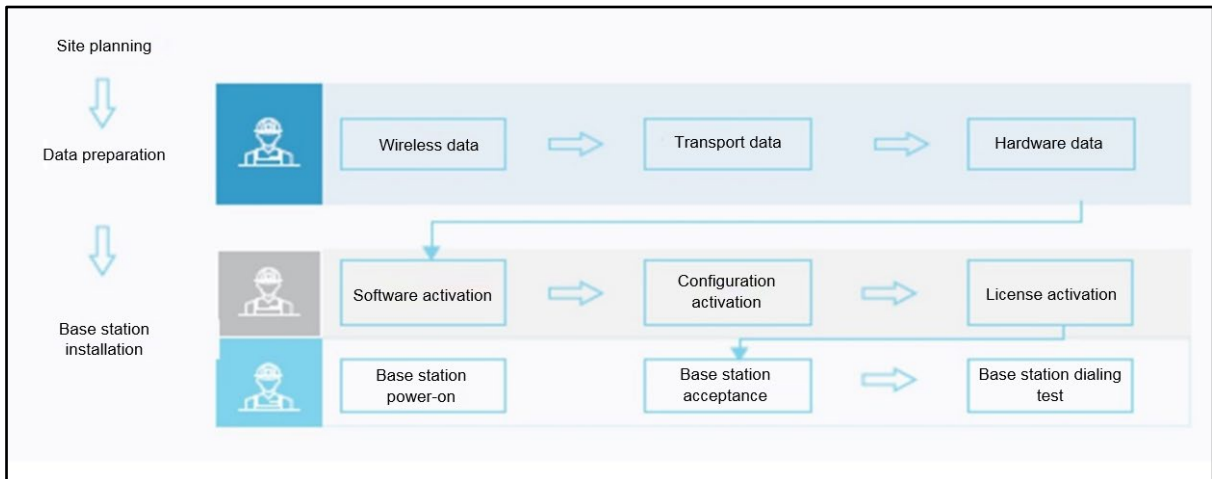 Site planning
Data preparation
Wireless data
Transport data
Hardware data
Base station
installation
Software activation
Configuration
activation
License activation
Base station
power-on
Base station
acceptance
Base station dialing
test